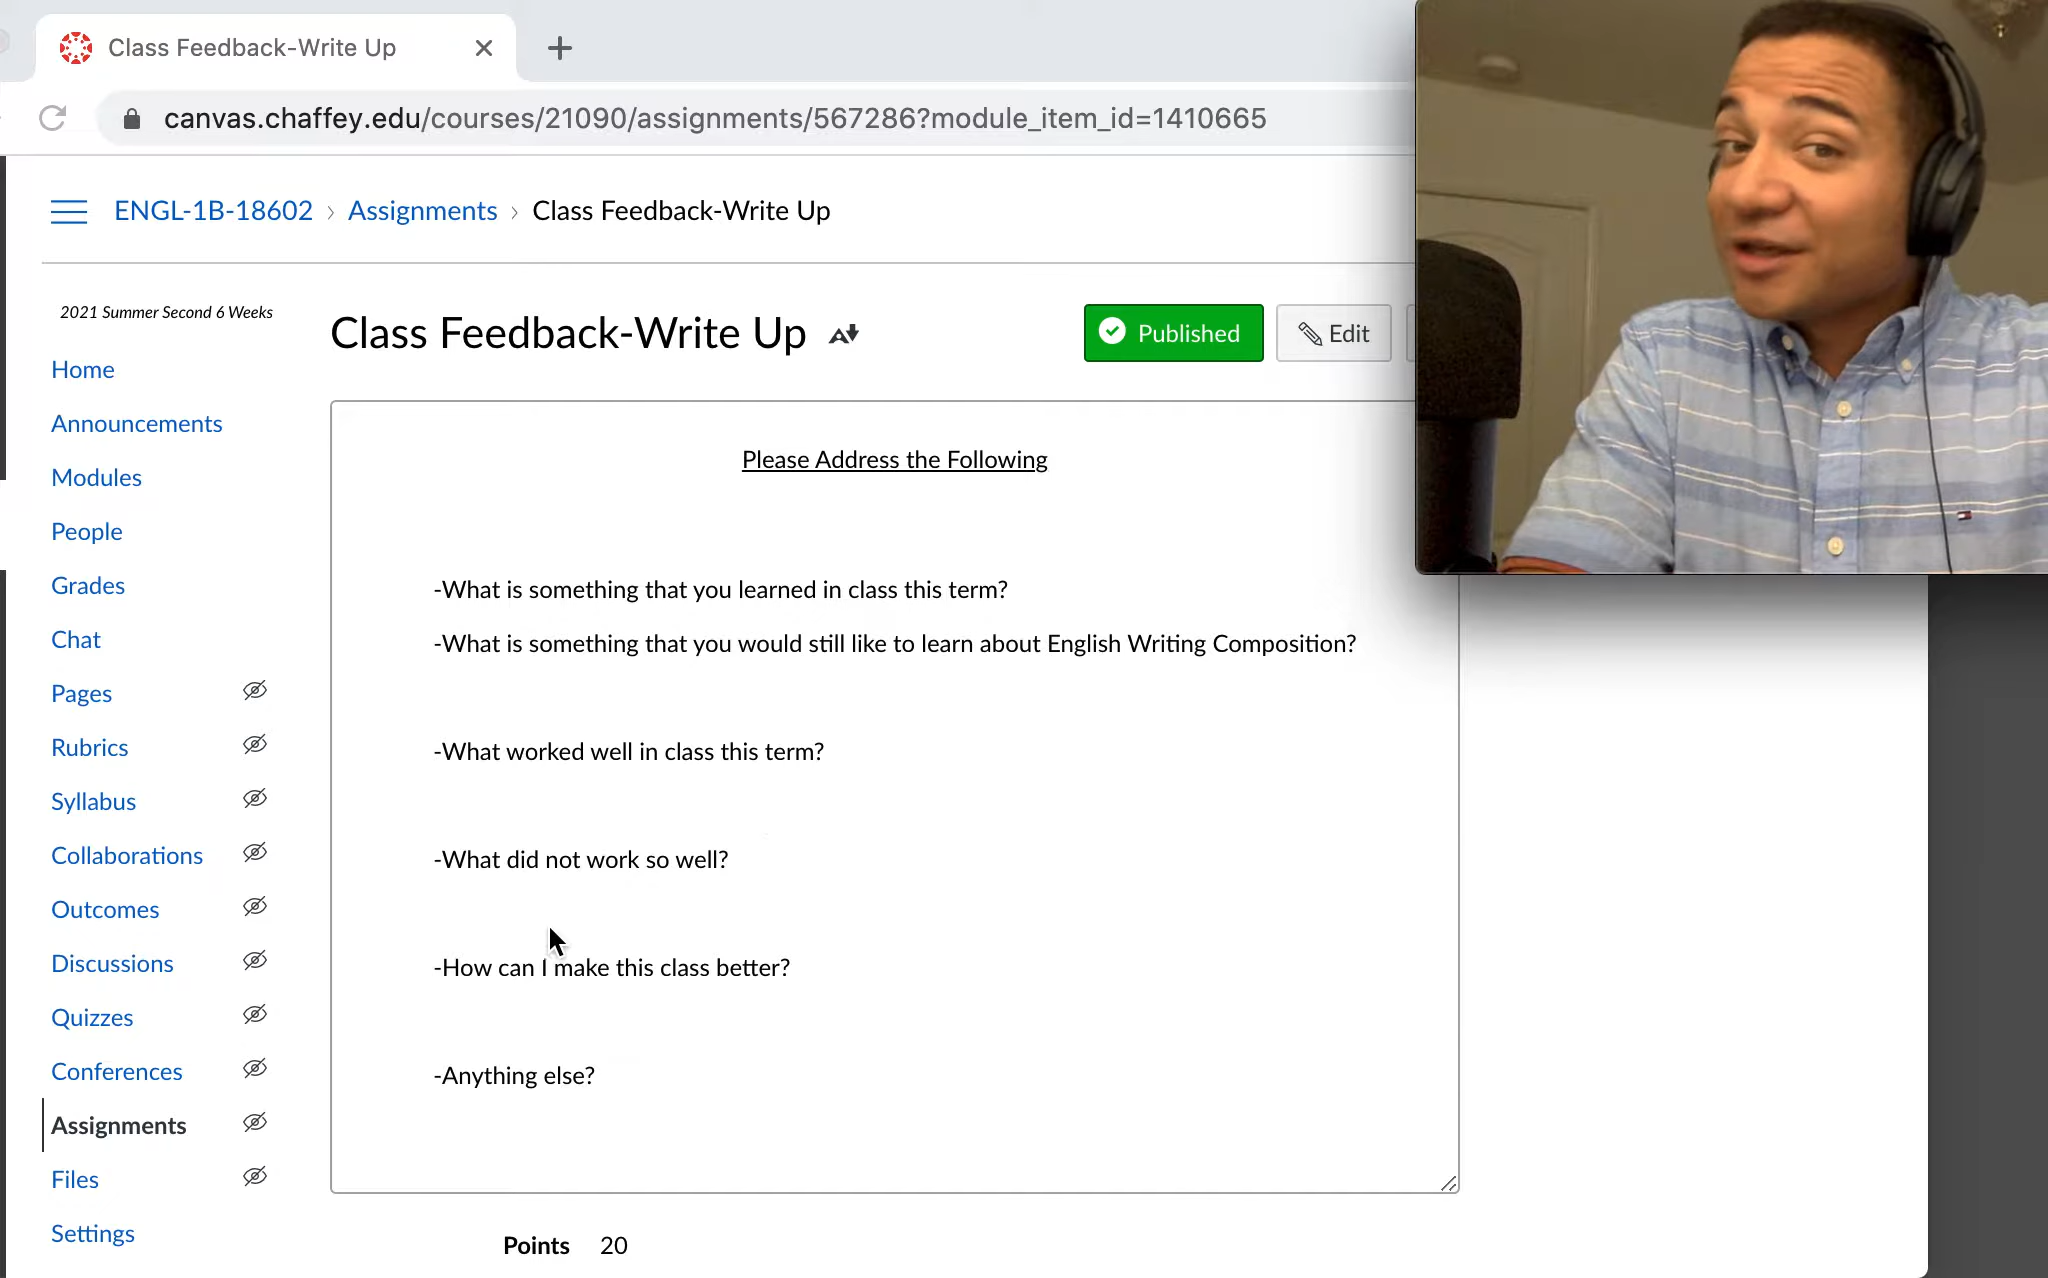 Class Feedback-Write Up
canvas.chaffey.edu/courses/21090/assignments/567286?module_item_id=1410665
ENGL-1B-18602 › Assignments › Class Feedback-Write Up
2021 Summer Second 6 Weeks
Home
Announcements
Modules
People
Grades
Chat
Pages
Rubrics
Syllabus
Collaborations
Outcomes
Discussions
Quizzes
Conferences
Assignments
Files
Settings
Class Feedback-Write Up
Published
Edit
Please Address the Following
-What is something that you learned in class this term?
-What is something that you would still like to learn about English Writing Composition?
-What worked well in class this term?
-What did not work so well?
-How can I make this class better?
-Anything else?
Points 20